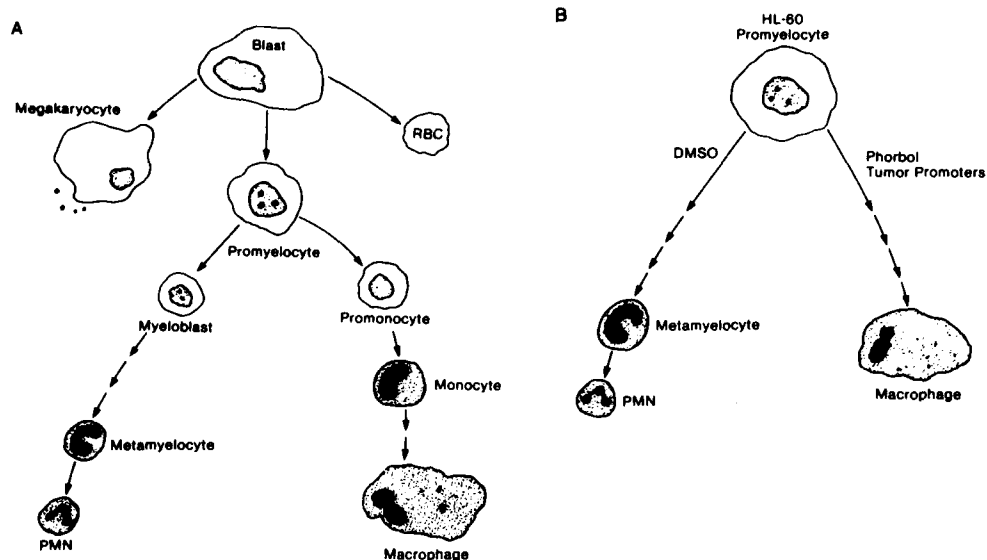 A
Blast
Megakaryocyte
RBC
Promyelocyte
Myeloblast
Promonocyte
Monocyte
Metamyelocyte
PMN
Macrophage
B
HL-60
Promyelocyte
DMSO
Phorbol
Tumor Promoters
Metamyelocyte
PMN
Macrophage